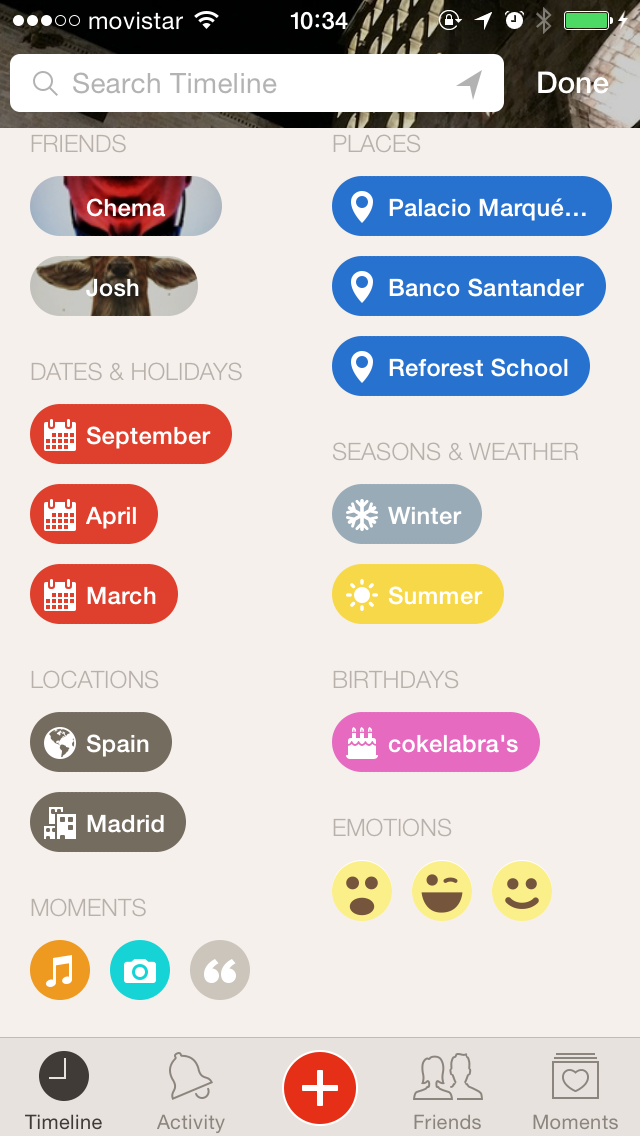 movistar 10:34
Search Timeline Done
FRIENDS
Chema
Josh
DATES & HOLIDAYS
September
April
March
LOCATIONS
Spain
Madrid
MOMENTS
PLACES
Palacio Marqué...
Banco Santander
Reforest School
SEASONS & WEATHER
Winter
Summer
BIRTHDAYS
cokelabra's
EMOTIONS
Timeline Activity Friends Moments